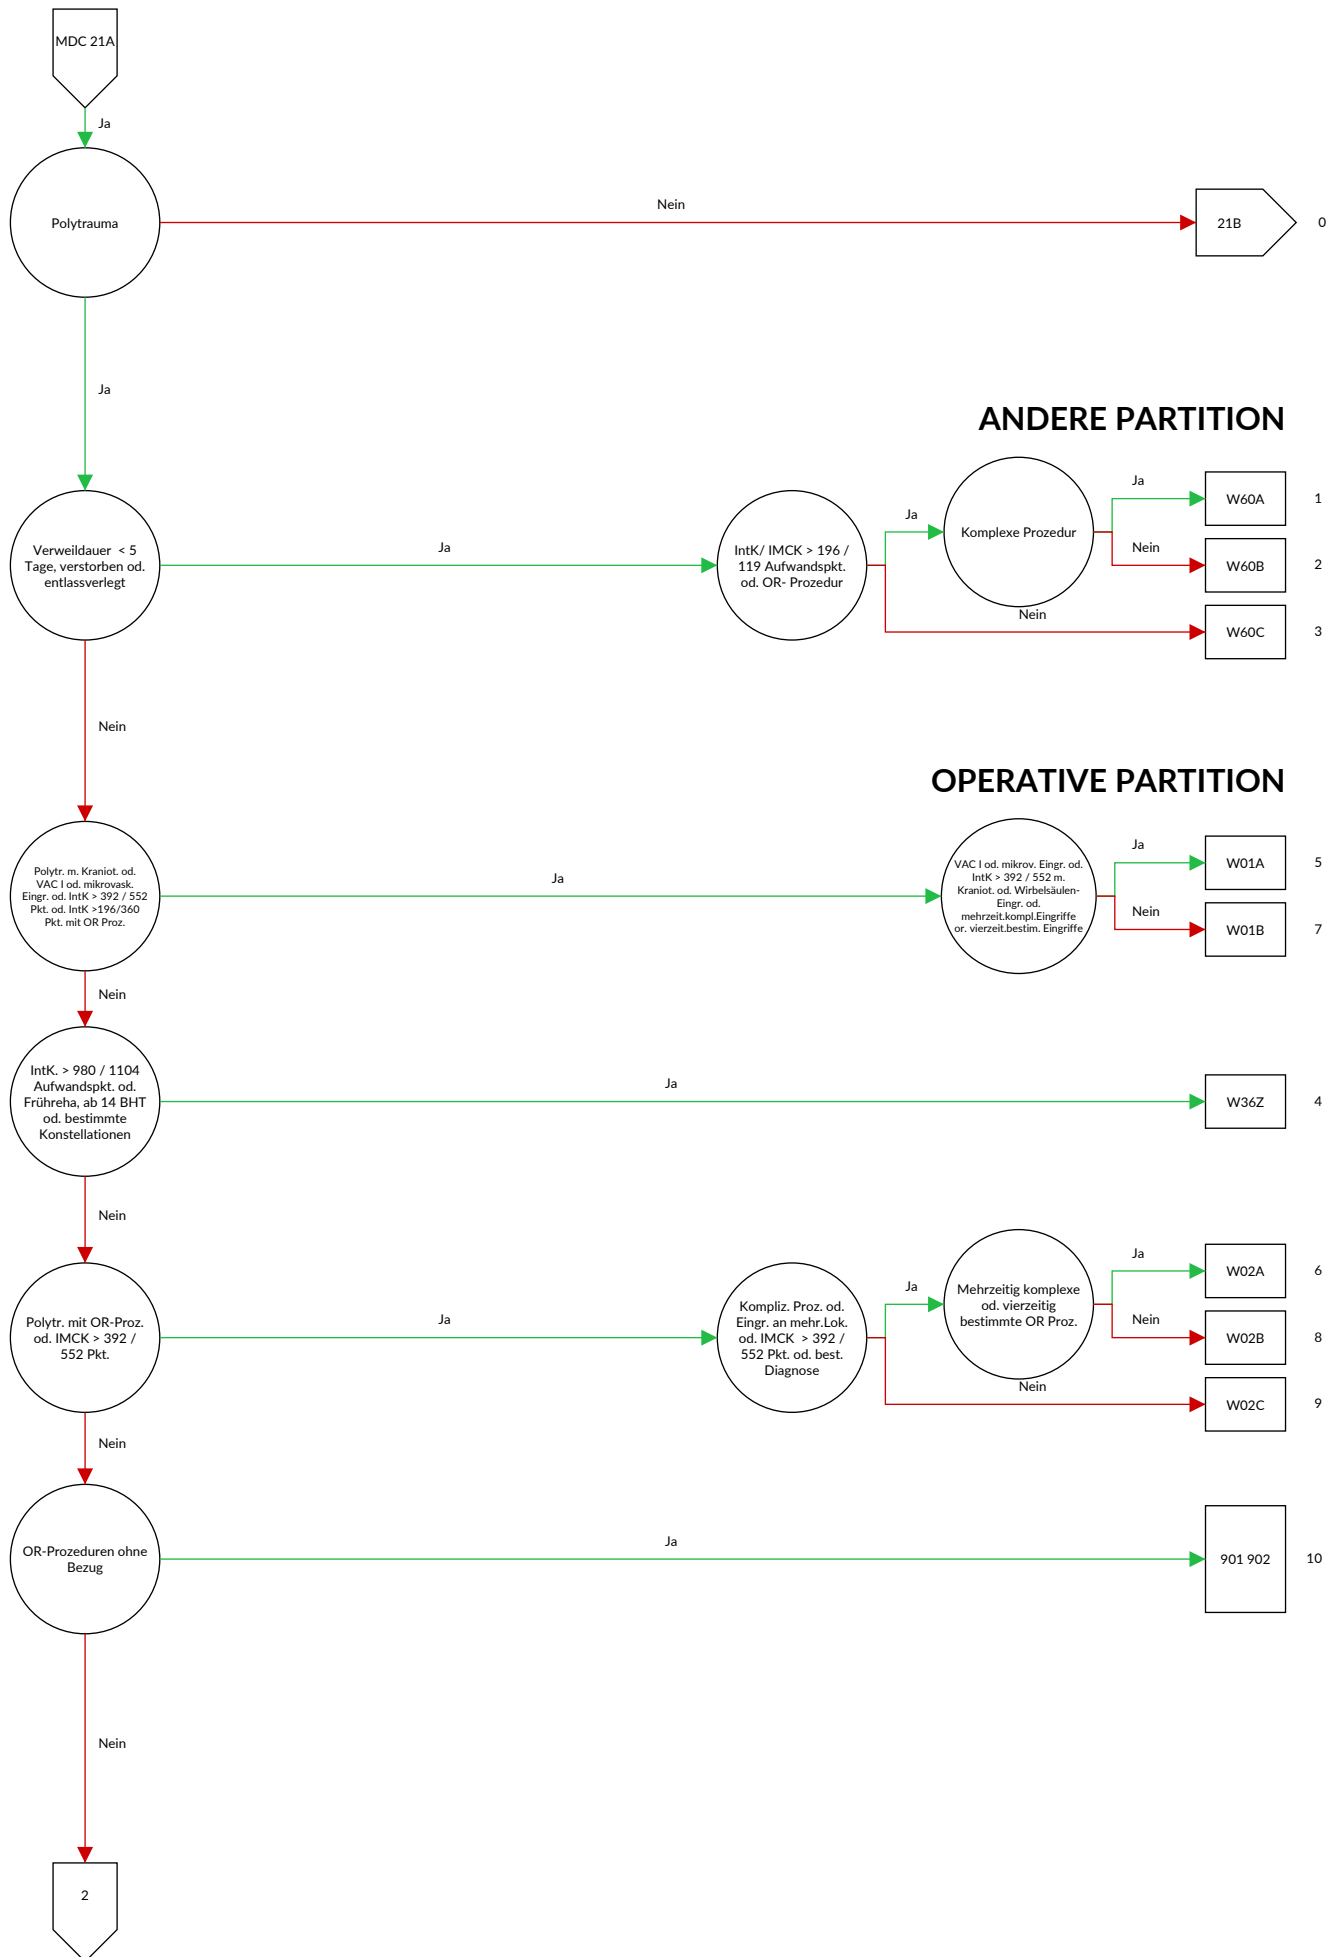 MDC 21A
Ja
Polytrauma
Nein
21B
0
Ja
ANDERE PARTITION
Verweildauer < 5
Tage, verstorben od.
entlassverlegt
Ja
IntK/ IMCK > 196 /
119 Aufwandspkt.
od. OR- Prozedur
Ja
Komplexe Prozedur
Ja
W60A
1
Nein
W60B
2
Nein
W60C
3
Nein
OPERATIVE PARTITION
Polytr. m. Kraniot. od.
VAC I od. mikrovask.
Eingr. od. IntK > 392 / 552
Pkt. od. IntK >196/360
Pkt. mit OR Proz.
Ja
VAC I od. mikrov. Eingr. od.
IntK > 392 / 552 m.
Kraniot. od. Wirbelsäulen-
Eingr. od.
mehrzeit.kompl.Eingriffe
or. vierzeit.bestim. Eingriffe
Ja
W01A
5
Nein
W01B
7
Nein
IntK. > 980 / 1104
Aufwandspkt. od.
Frühreha, ab 14 BHT
od. bestimmte
Konstellationen
Ja
W36Z
4
Nein
Polytr. mit OR-Proz.
od. IMCK > 392 /
552 Pkt.
Ja
Kompliz. Proz. od.
Eingr. an mehr.Lok.
od. IMCK > 392 /
552 Pkt. od. best.
Diagnose
Ja
Mehrzeitig komplexe
od. vierzeitig
bestimmte OR Proz.
Ja
W02A
6
Nein
W02B
8
Nein
W02C
9
Nein
OR-Prozeduren ohne
Bezug
Ja
901 902
10
Nein
2